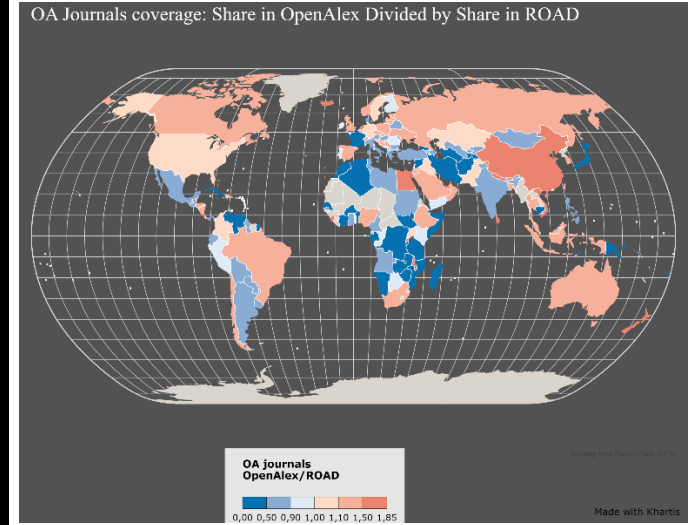 OA Journals coverage: Share in OpenAlex Divided by Share in ROAD
OA journals
OpenAlex/ROAD
0,00 0,50 0,90 1,00 1,10 1,50 1,85
Made with Khartis